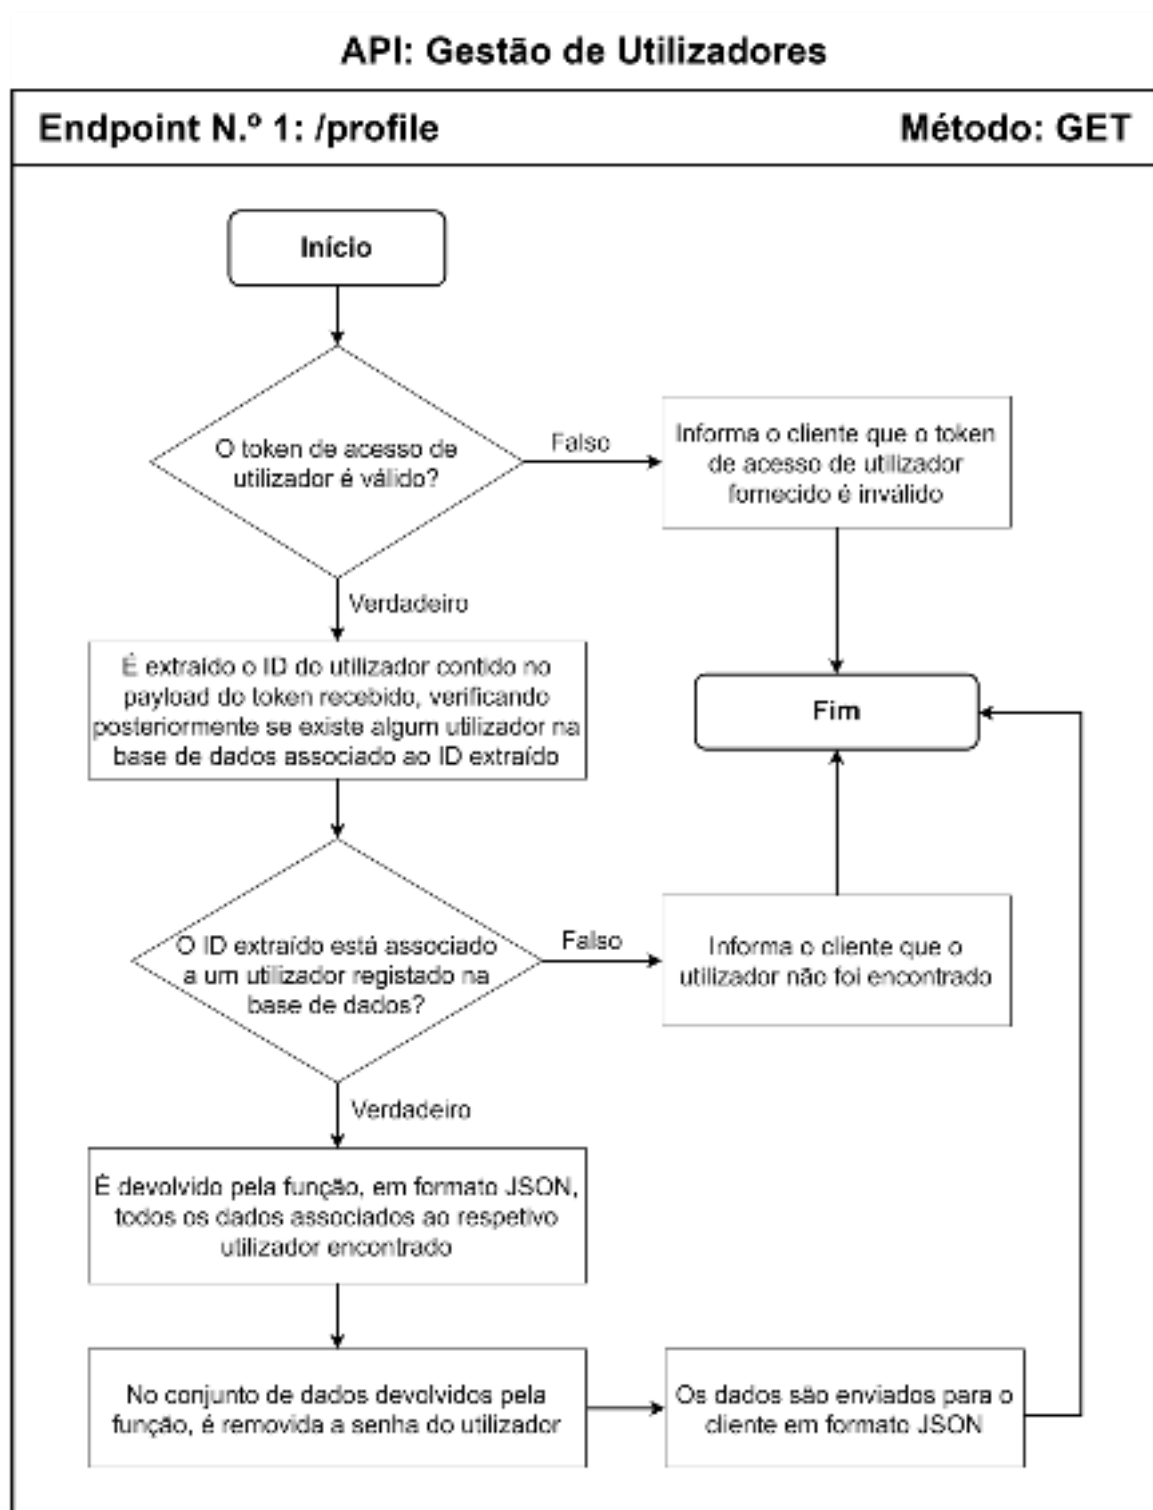 API: Gestão de Utilizadores
Endpoint N.º 1: /profile
Método: GET
Início
O token de acesso de
utilizador é válido?
Falso
Informa o cliente que o token
de acesso de utilizador
fornecido é inválido
Verdadeiro
É extraído o ID do utilizador contido no
payload do token recebido, verificando
posteriormente se existe algum utilizador na
base de dados associado ao ID extraído
Fim
O ID extraído está associado
a um utilizador registado na
base de dados?
Falso
Informa o cliente que o
utilizador não foi encontrado
Verdadeiro
É devolvido pela função, em formato JSON,
todos os dados associados ao respetivo
utilizador encontrado
No conjunto de dados devolvidos pela
função, é removida a senha do utilizador
Os dados são enviados para o
cliente em formato JSON